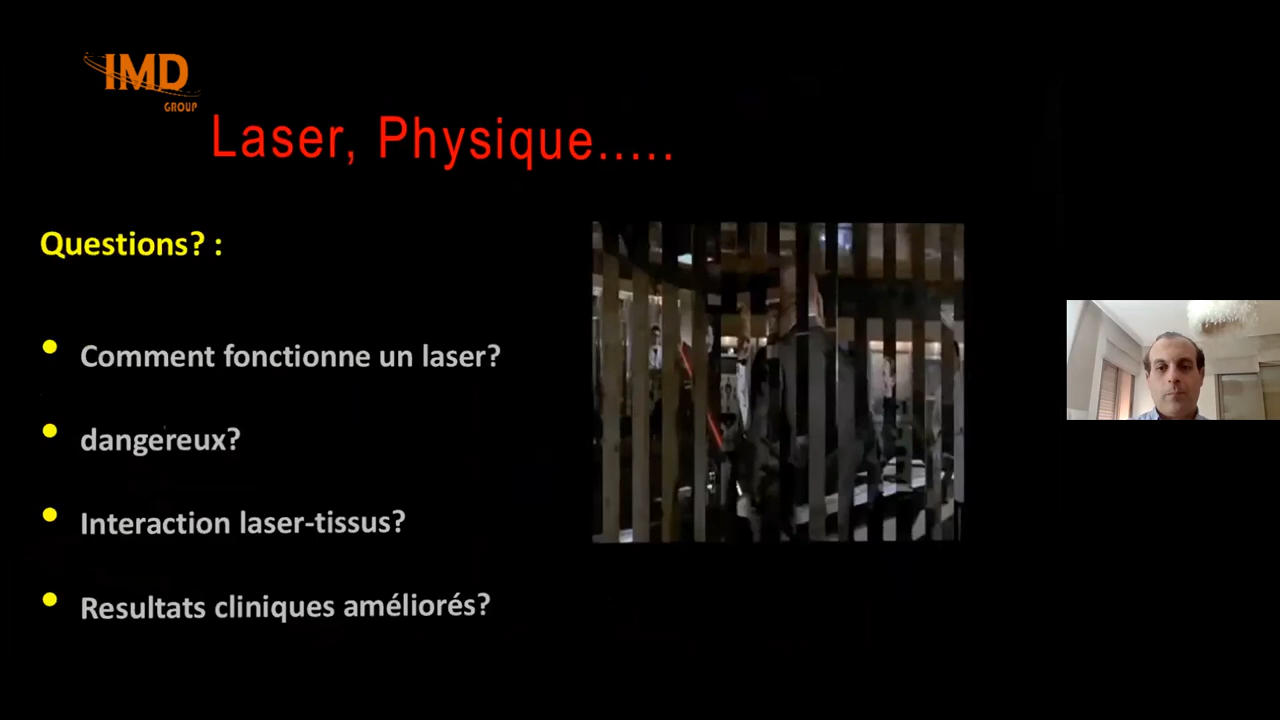 IMD
GROUP
Laser, Physique.....
Questions? :
Comment fonctionne un laser?
dangereux?
Interaction laser-tissus?
Resultats cliniques améliorés?